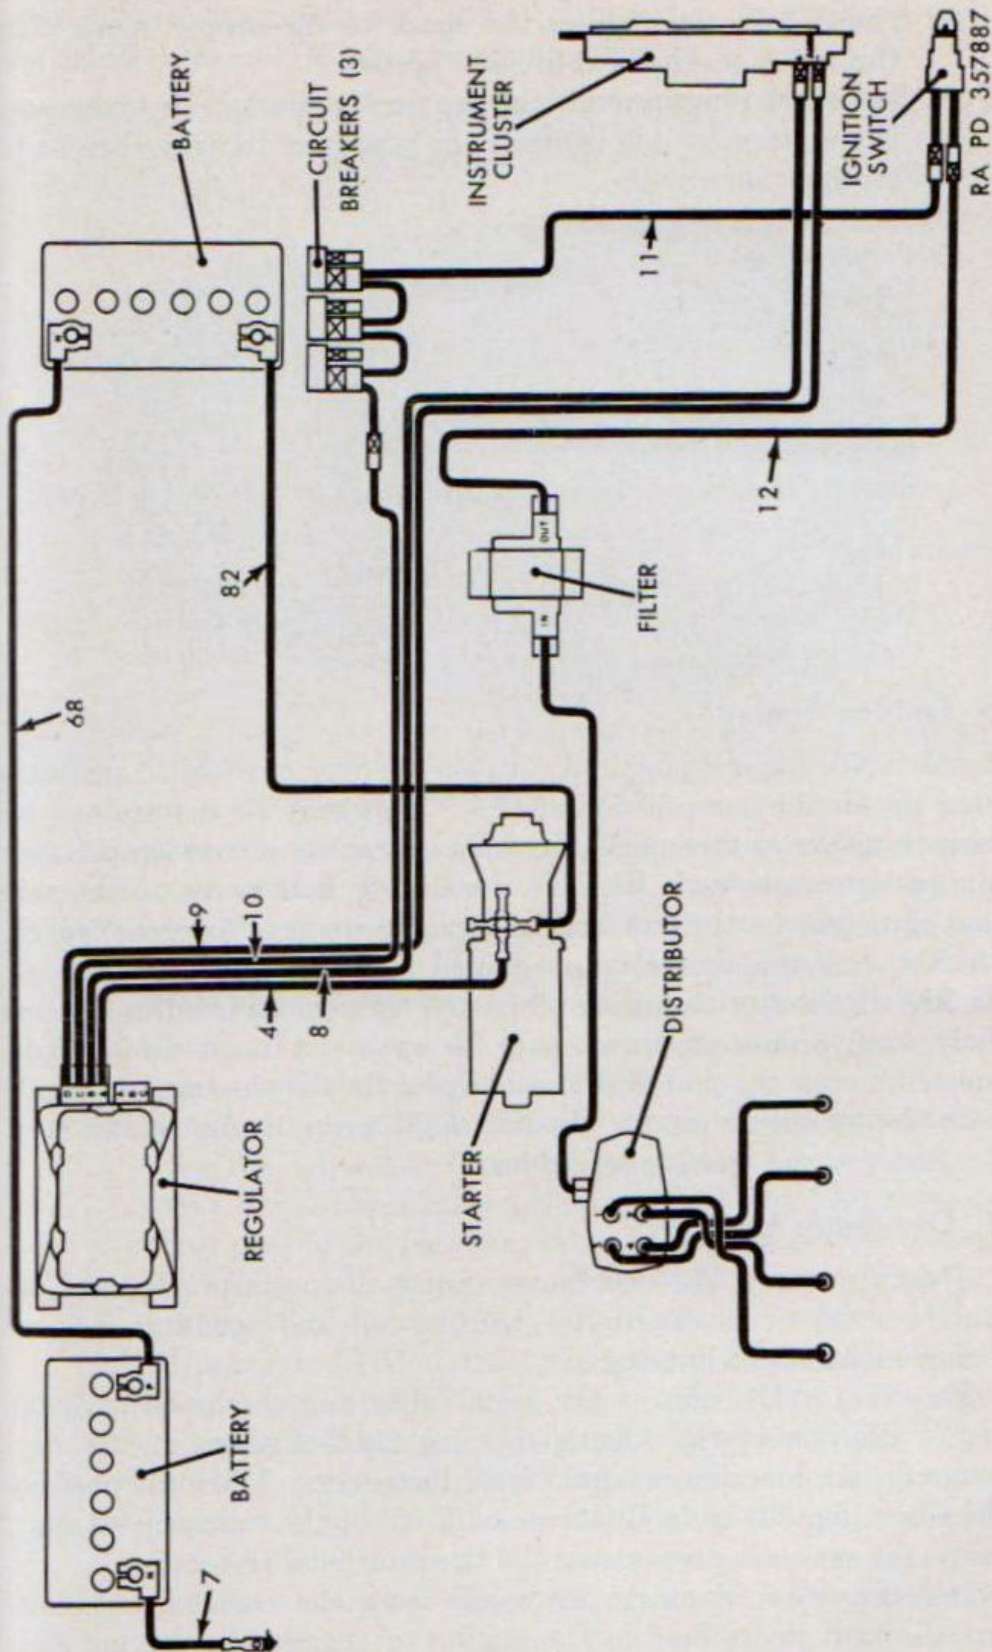 BATTERY
CIRCUIT
BREAKERS (3)
INSTRUMENT
CLUSTER
IGNITION
SWITCH
RA PD 357887
11
12
82
68
OUT
IN
FILTER
9
10
8
4
D C B A
A B C
REGULATOR
STARTER
DISTRIBUTOR
BATTERY
7